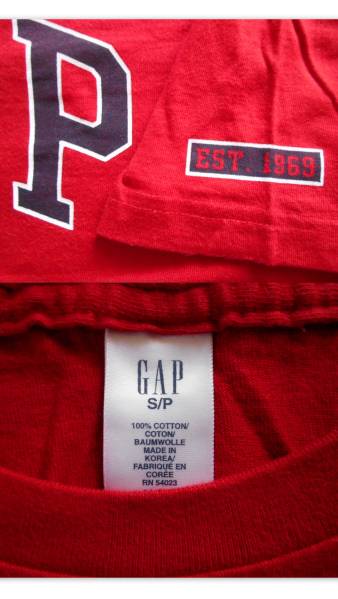 P
EST. 1969
GAP
S/P
100% COTTON/
COTON/
BAUMWOLLE
MADE IN
KOREA/
FABRIQUÉ EN
CORÉE
RN 54023